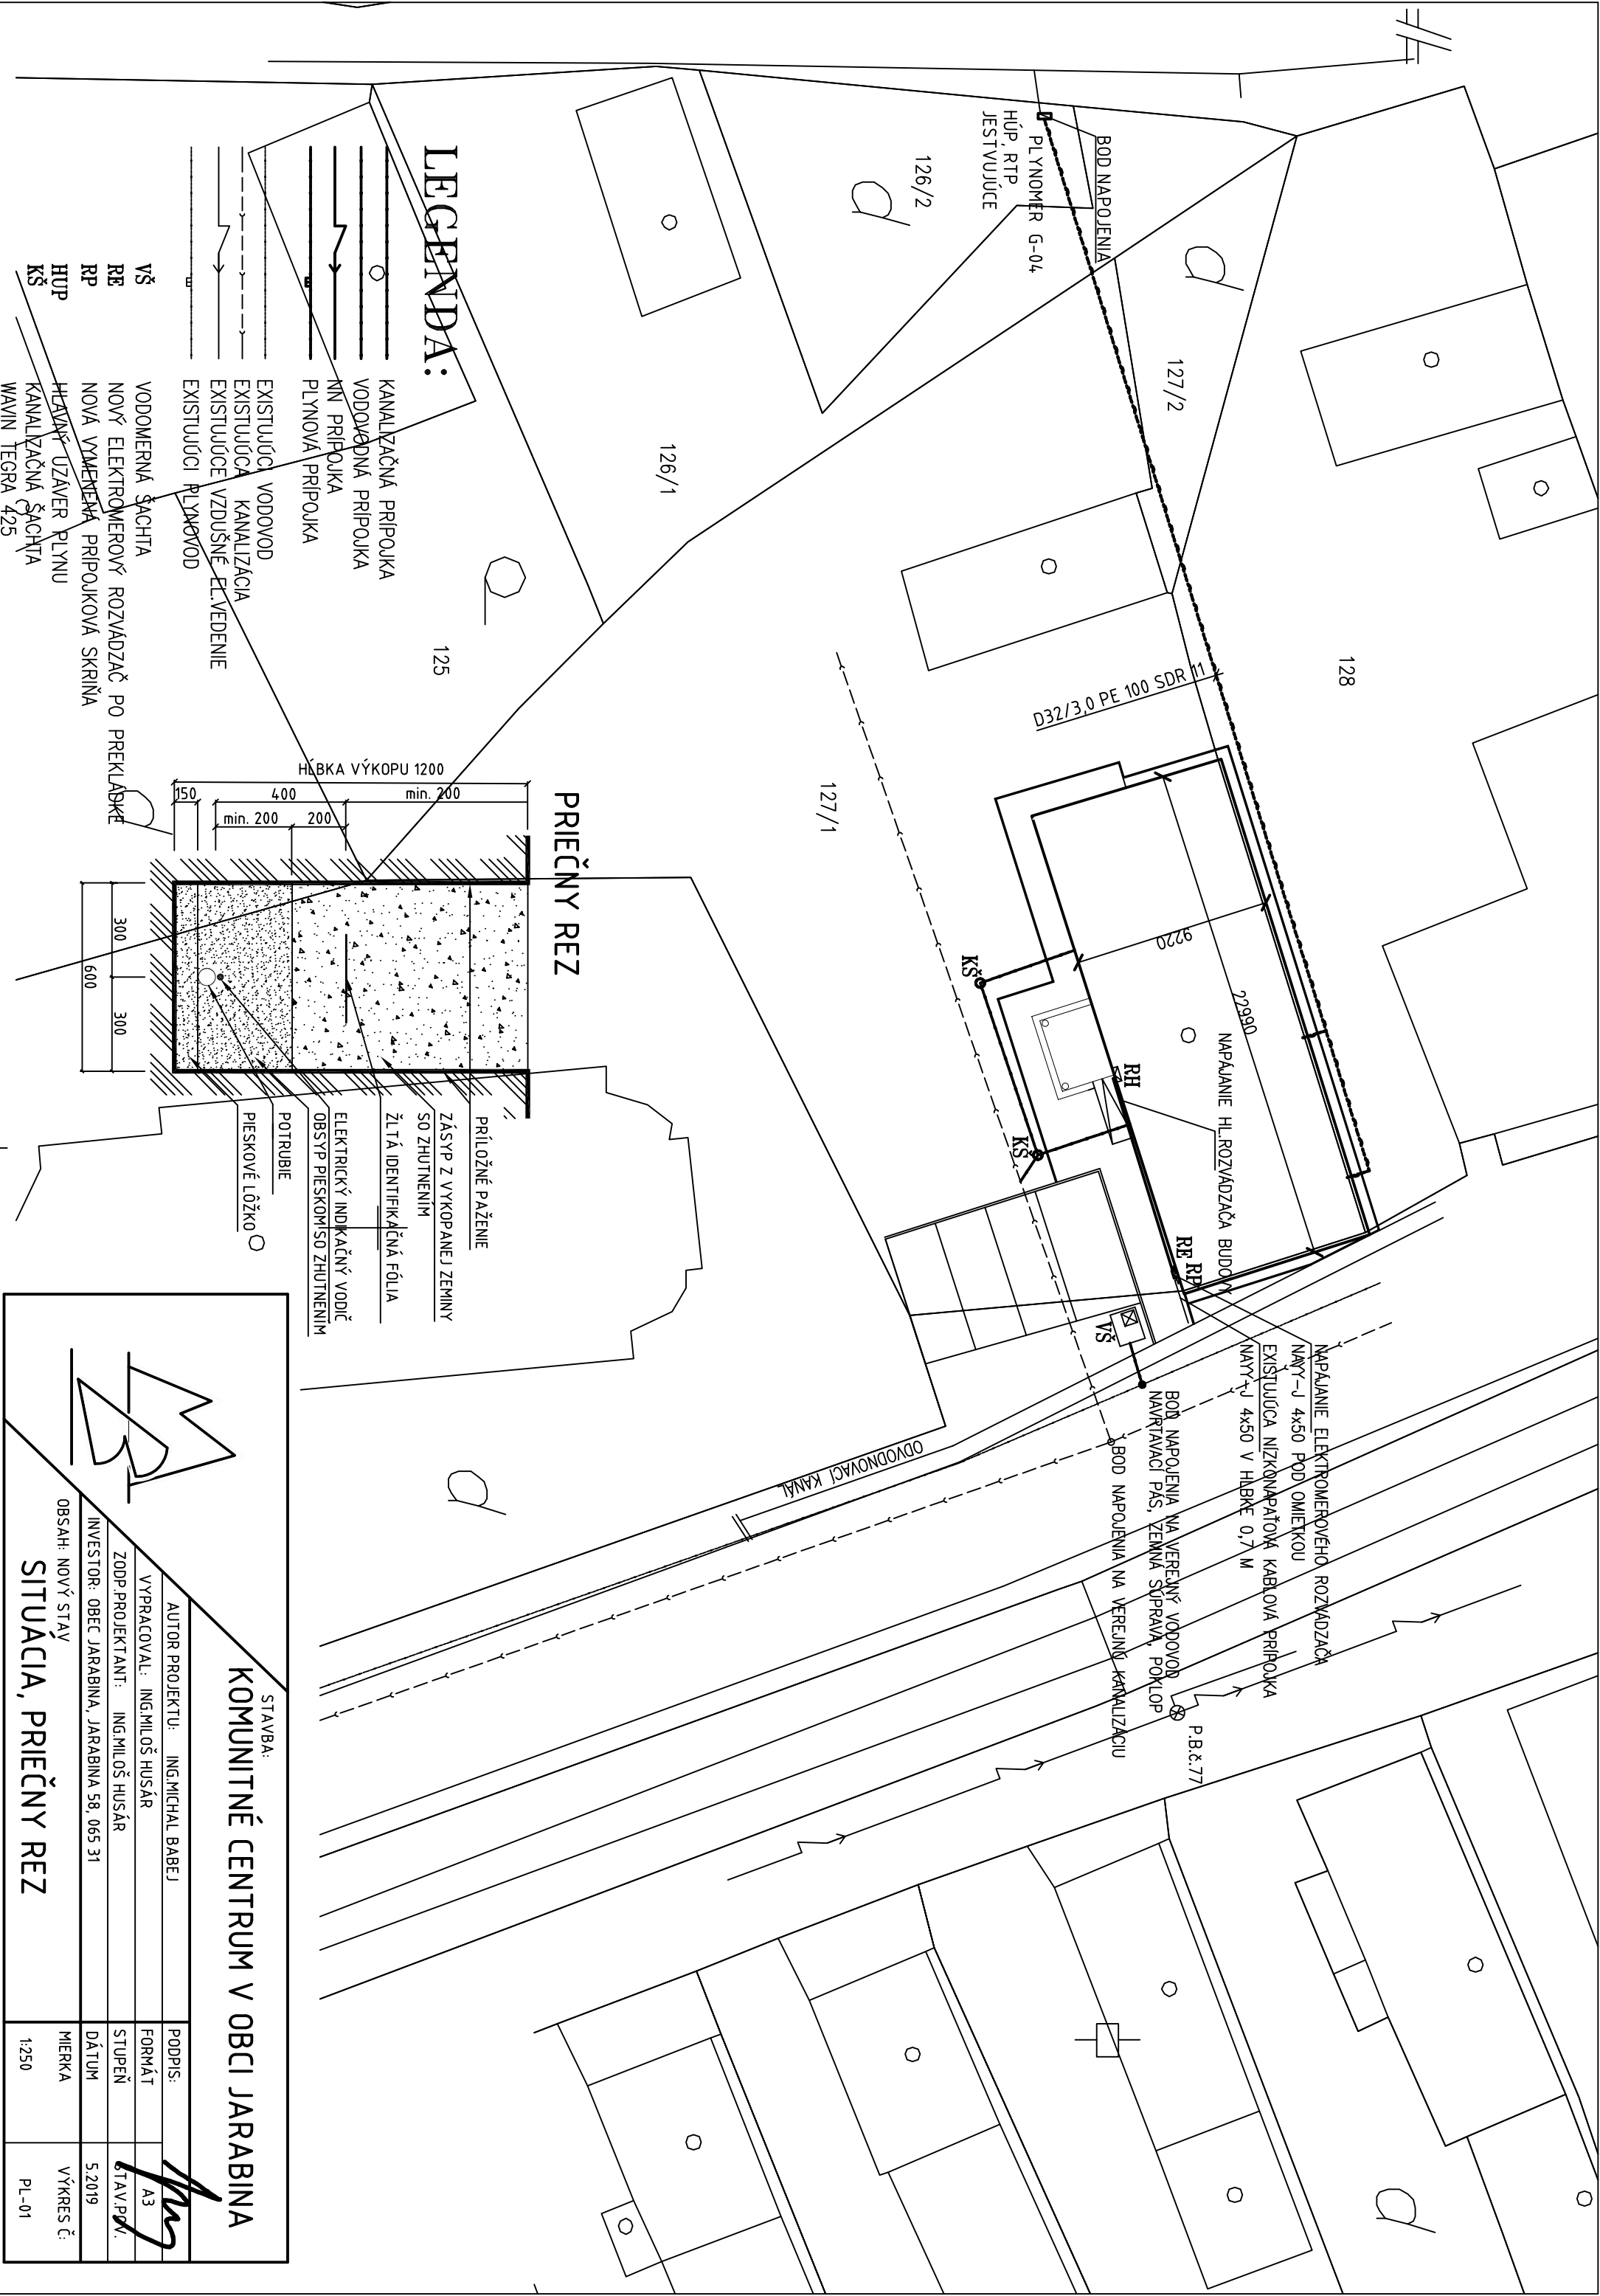 BOD NAPOJENIA
PLYNOMER G-04
HÚP, RTP
JESTVUJÚCE
126/2
127/2
128
126/1
127/1
125
D32/3,0 PE 100 SDR 11
9220
22990
NAPÁJANIE HL.ROZVÁDZAČA BUDOVY
RH
KŠ
KŠ
RE RP
VŠ
NAPÁJANIE ELEKTROMEROVÉHO ROZVÁDZAČA
NAYY-J 4x50 POD OMIETKOU
EXISTUJÚCA NÍZKONAPAŤOVÁ KÁBLOVÁ PRÍPOJKA
NAYY-J 4x50 V HĹBKE 0,7 M
BOD NAPOJENIA NA VEREJNÝ VODOVOD
NAVRTAVACÍ PÁS, ZEMNÁ SÚPRAVA, POKLOP
BOD NAPOJENIA NA VEREJNÚ KANALIZÁCIU
P.B.č.77
ODVODNOVACÍ KANÁL
LEGENDA:
KANALIZAČNÁ PRÍPOJKA
VODOVODNÁ PRÍPOJKA
NN PRÍPOJKA
PLYNOVÁ PRÍPOJKA
EXISTUJÚCI VODOVOD
EXISTUJÚCA KANALIZÁCIA
EXISTUJÚCE VZDUŠNÉ EL.VEDENIE
EXISTUJÚCI PLYNOVOD
VŠ VODOMERNÁ ŠACHTA
RE NOVÝ ELEKTROMEROVÝ ROZVÁDZAČ PO PREKLÁDKE
RP NOVÁ VYMENENÁ PRÍPOJKOVÁ SKRIŇA
HUP HLAVNÝ UZÁVER PLYNU
KŠ KANALIZAČNÁ ŠACHTA
WAVIN TEGRA 425
PRIEČNY REZ
HĹBKA VÝKOPU 1200
150
400
min. 200
min. 200
200
300
300
600
PRÍLOŽNÉ PAŽENIE
ZÁSYP Z VYKOPANEJ ZEMINY
SO ZHUTNENÍM
ŽLTÁ IDENTIFIKAČNÁ FÓLIA
ELEKTRICKÝ INDIKAČNÝ VODIČ
OBSYP PIESKOM SO ZHUTNENÍM
POTRUBIE
PIESKOVÉ LÔŽKO
STAVBA:
KOMUNITNÉ CENTRUM V OBCI JARABINA
AUTOR PROJEKTU: ING.MICHAL BABEJ
PODPIS:
VYPRACOVAL: ING.MILOŠ HUSÁR
FORMÁT A3
ZODP.PROJEKTANT: ING.MILOŠ HUSÁR
STUPEŇ STAV.POV.
INVESTOR: OBEC JARABINA, JARABINA 58, 065 31
DÁTUM 5.2019
OBSAH: NOVÝ STAV
MIERKA VÝKRES Č:
SITUÁCIA, PRIEČNY REZ
1:250 PL-01